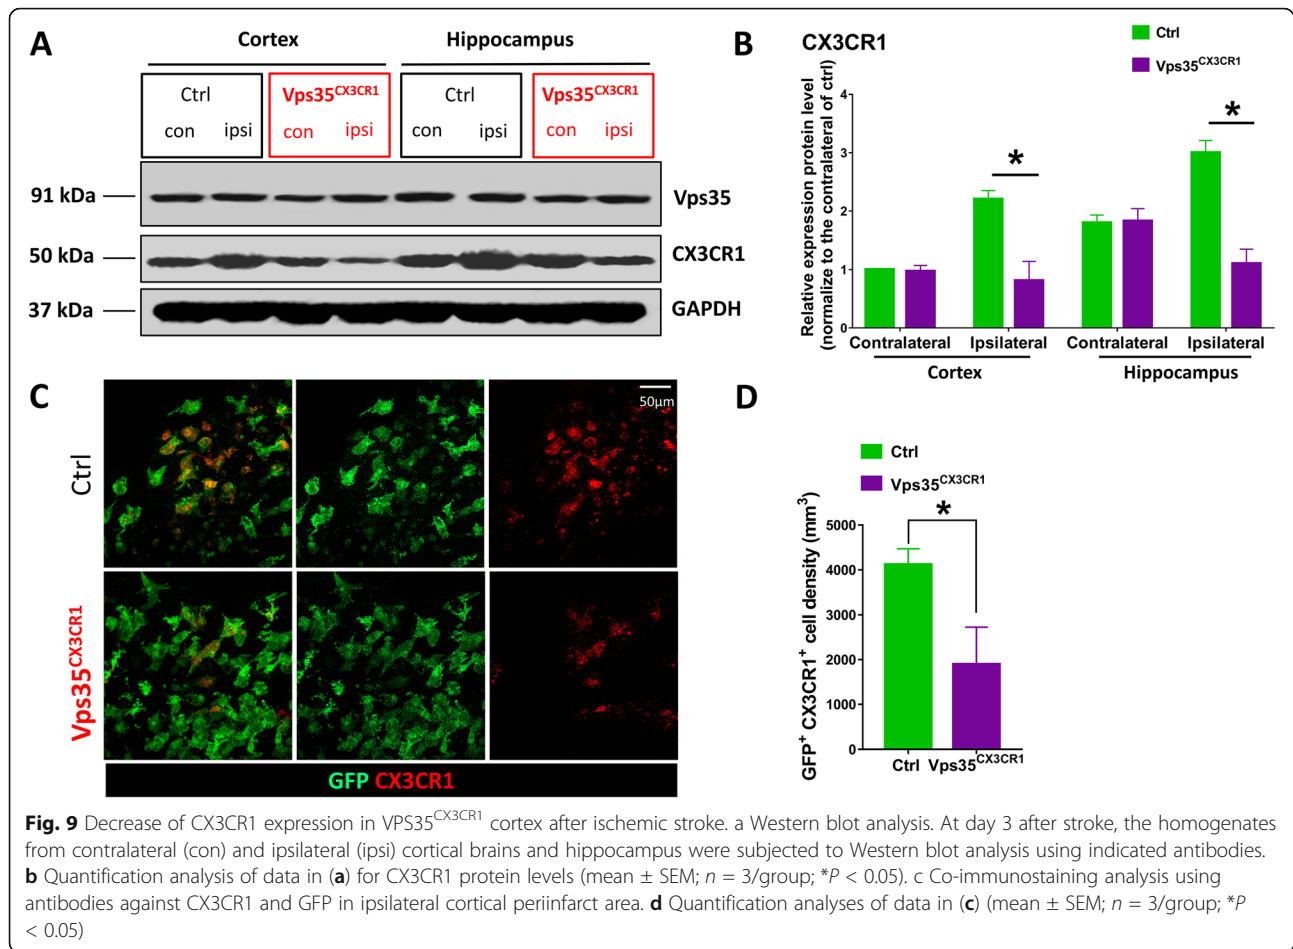 A
Cortex Hippocampus
Ctrl Vps35CX3CR1 Ctrl Vps35CX3CR1
con ipsi con ipsi con ipsi con ipsi
91 kDa Vps35
50 kDa CX3CR1
37 kDa GAPDH
B CX3CR1
Ctrl
Vps35CX3CR1
Relative expression protein level
(normalize to the contralateral of ctrl)
4
3
2
1
0
* *
Contralateral Ipsilateral Contralateral Ipsilateral
Cortex Hippocampus
C
50µm
Ctrl
Vps35CX3CR1
GFP CX3CR1
D
Ctrl
Vps35CX3CR1
GFP+ CX3CR1+ cell density (mm3)
5000
4000
3000
2000
1000
0
*
Ctrl Vps35CX3CR1
Fig. 9 Decrease of CX3CR1 expression in VPS35CX3CR1 cortex after ischemic stroke. a Western blot analysis. At day 3 after stroke, the homogenates
from contralateral (con) and ipsilateral (ipsi) cortical brains and hippocampus were subjected to Western blot analysis using indicated antibodies.
b Quantification analysis of data in (a) for CX3CR1 protein levels (mean ± SEM; n = 3/group; *P < 0.05). c Co-immunostaining analysis using
antibodies against CX3CR1 and GFP in ipsilateral cortical periinfarct area. d Quantification analyses of data in (c) (mean ± SEM; n = 3/group; *P
< 0.05)